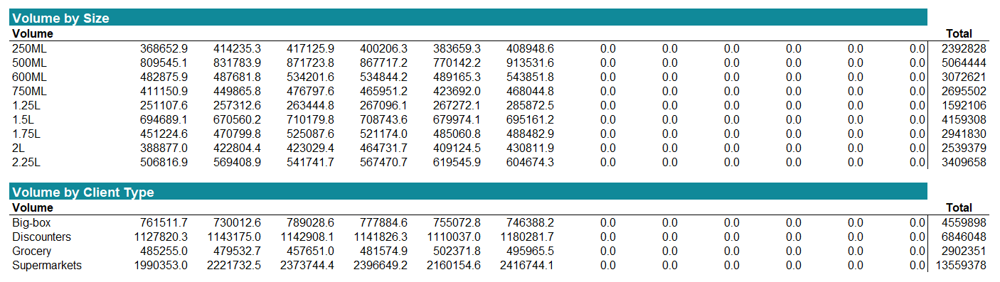 Volume by Size
Volume Total
250ML 368652.9 414235.3 417125.9 400206.3 383659.3 408948.6 0.0 0.0 0.0 0.0 0.0 0.0 2392828
500ML 809545.1 831783.9 871723.8 867717.2 770142.2 913531.6 0.0 0.0 0.0 0.0 0.0 0.0 5064444
600ML 482875.9 487681.8 534201.6 534844.2 489165.3 543851.8 0.0 0.0 0.0 0.0 0.0 0.0 3072621
750ML 411150.9 449865.8 476797.6 465951.2 423692.0 468044.8 0.0 0.0 0.0 0.0 0.0 0.0 2695502
1.25L 251107.6 257312.6 263444.8 267096.1 267272.1 285872.5 0.0 0.0 0.0 0.0 0.0 0.0 1592106
1.5L 694689.1 670560.2 710179.8 708743.6 679974.1 695161.2 0.0 0.0 0.0 0.0 0.0 0.0 4159308
1.75L 451224.6 470799.8 525087.6 521174.0 485060.8 488482.9 0.0 0.0 0.0 0.0 0.0 0.0 2941830
2L 388877.0 422804.4 423029.4 464731.7 409124.5 430811.9 0.0 0.0 0.0 0.0 0.0 0.0 2539379
2.25L 506816.9 569408.9 541741.7 567470.7 619545.9 604674.3 0.0 0.0 0.0 0.0 0.0 0.0 3409658
Volume by Client Type
Volume Total
Big-box 761511.7 730012.6 789028.6 777884.6 755072.8 746388.2 0.0 0.0 0.0 0.0 0.0 0.0 4559898
Discounters 1127820.3 1143175.0 1142908.1 1141826.3 1110037.0 1180281.7 0.0 0.0 0.0 0.0 0.0 0.0 6846048
Grocery 485255.0 479532.7 457651.0 481574.9 502371.8 495965.5 0.0 0.0 0.0 0.0 0.0 0.0 2902351
Supermarkets 1990353.0 2221732.5 2373744.4 2396649.2 2160154.6 2416744.1 0.0 0.0 0.0 0.0 0.0 0.0 13559378